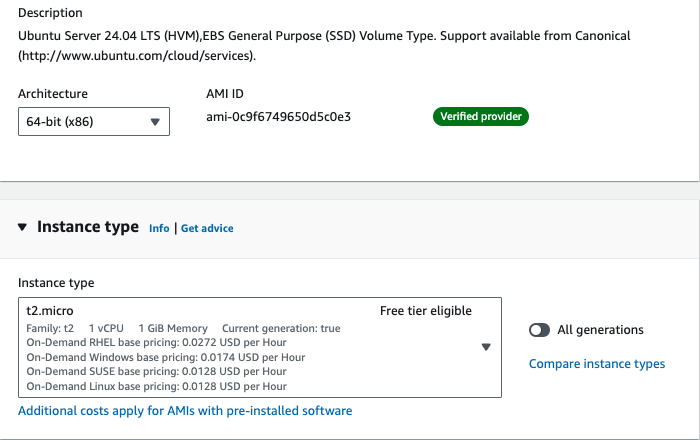 Description
Ubuntu Server 24.04 LTS (HVM),EBS General Purpose (SSD) Volume Type. Support available from Canonical
(http://www.ubuntu.com/cloud/services).
Architecture AMI ID
64-bit (x86) ami-0c9f6749650d5c0e3 Verified provider
Instance type Info | Get advice
Instance type
t2.micro Free tier eligible
Family: t2 1 vCPU 1 GiB Memory Current generation: true
On-Demand RHEL base pricing: 0.0272 USD per Hour
On-Demand Windows base pricing: 0.0174 USD per Hour
On-Demand SUSE base pricing: 0.0128 USD per Hour
On-Demand Linux base pricing: 0.0128 USD per Hour
All generations
Compare instance types
Additional costs apply for AMIs with pre-installed software